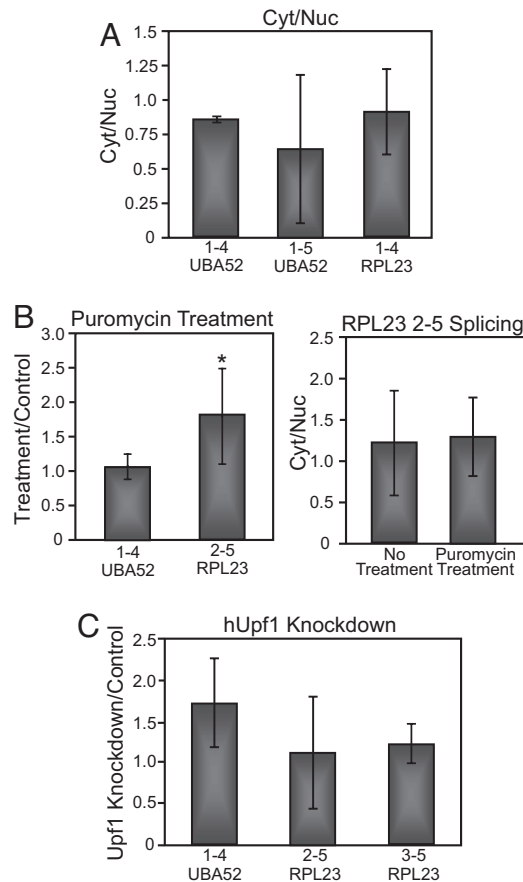 A
Cyt/Nuc
Cyt/Nuc
1.5
1.25
1.0
0.75
0.5
0.25
0
1-4
UBA52
1-5
UBA52
1-4
RPL23
B
Puromycin Treatment
Treatment/Control
3.0
2.5
2.0
1.5
1.0
0.5
0
*
1-4
UBA52
2-5
RPL23
RPL23 2-5 Splicing
Cyt/Nuc
2.5
2.0
1.5
1.0
0.5
0
No
Treatment
Puromycin
Treatment
C
hUpf1 Knockdown
Upf1 Knockdown/Control
2.5
2.0
1.5
1.0
0.5
0
1-4
UBA52
2-5
RPL23
3-5
RPL23